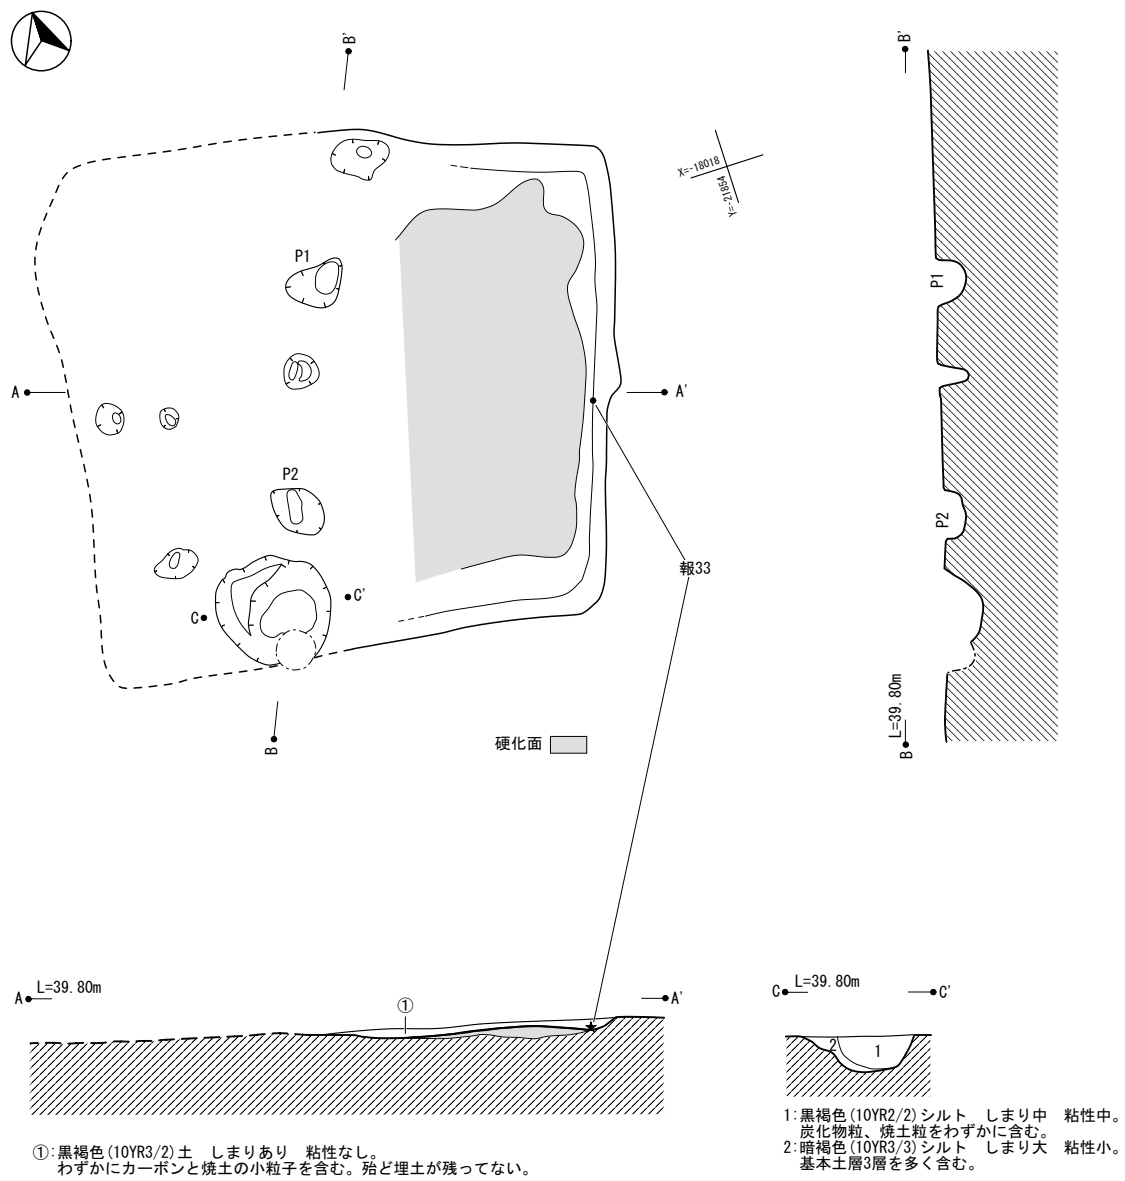 B'
B'
X=-18018
Y=-21854
P1
P1
A
A'
P2
P2
報33
C
C'
L=39.80m
B
B
硬化面
A
L=39.80m
A'
①
C
L=39.80m
C'
2
1
①:黒褐色(10YR3/2)土 しまりあり 粘性なし。
わずかにカーボンと焼土の小粒子を含む。殆ど埋土が残ってない。
1:黒褐色(10YR2/2)シルト しまり中 粘性中。
炭化物粒、焼土粒をわずかに含む。
2:暗褐色(10YR3/3)シルト しまり大 粘性小。
基本土層3層を多く含む。